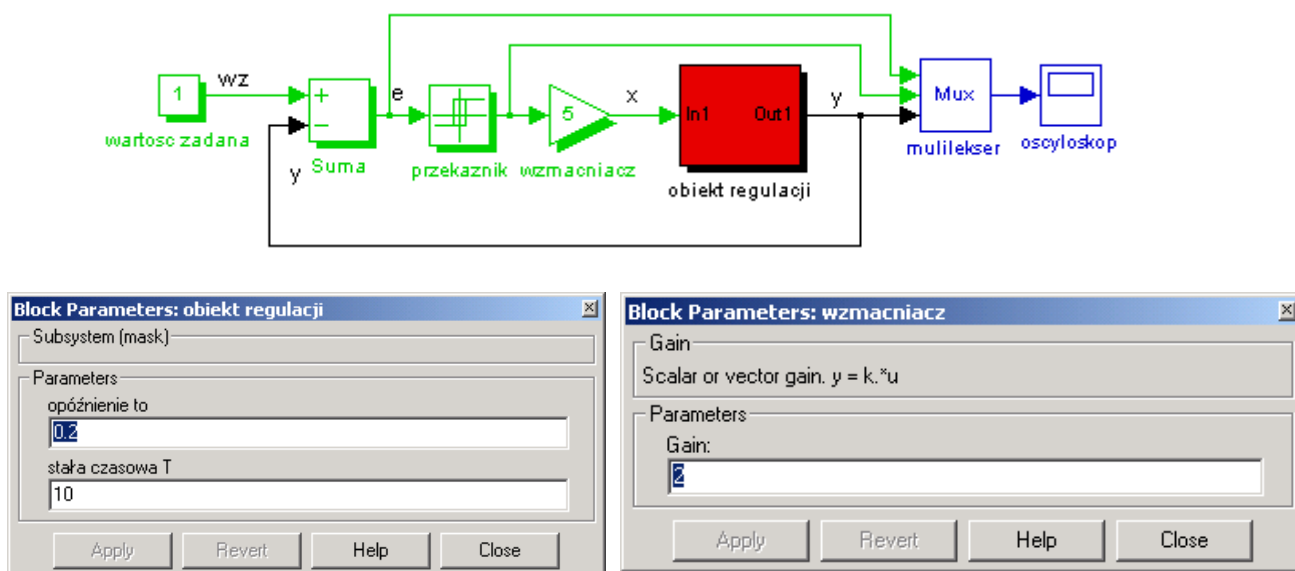 1
wartosc zadana
wz
+
−
y
Suma
e
przekaznik
5
wzmacniacz
x
In1 Out1
obiekt regulacji
y
Mux
mulilekser
oscyloskop
Block Parameters: obiekt regulacji
Subsystem (mask)
Parameters
opóźnienie to
0.2
stała czasowa T
10
Apply Revert Help Close
Block Parameters: wzmacniacz
Gain
Scalar or vector gain. y = k.*u
Parameters
Gain:
2
Apply Revert Help Close